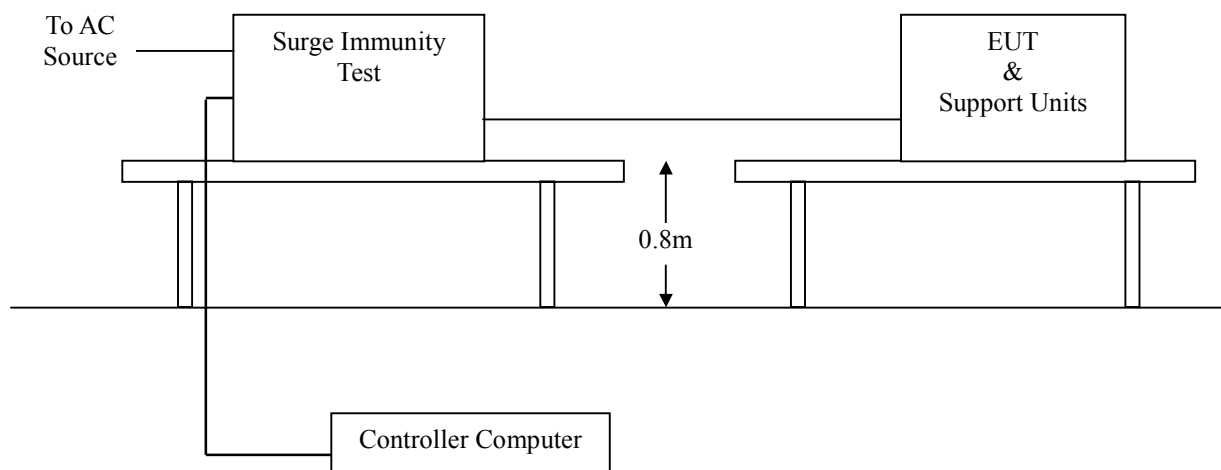 To AC
Source
Surge Immunity
Test
EUT
&
Support Units
0.8m
Controller Computer